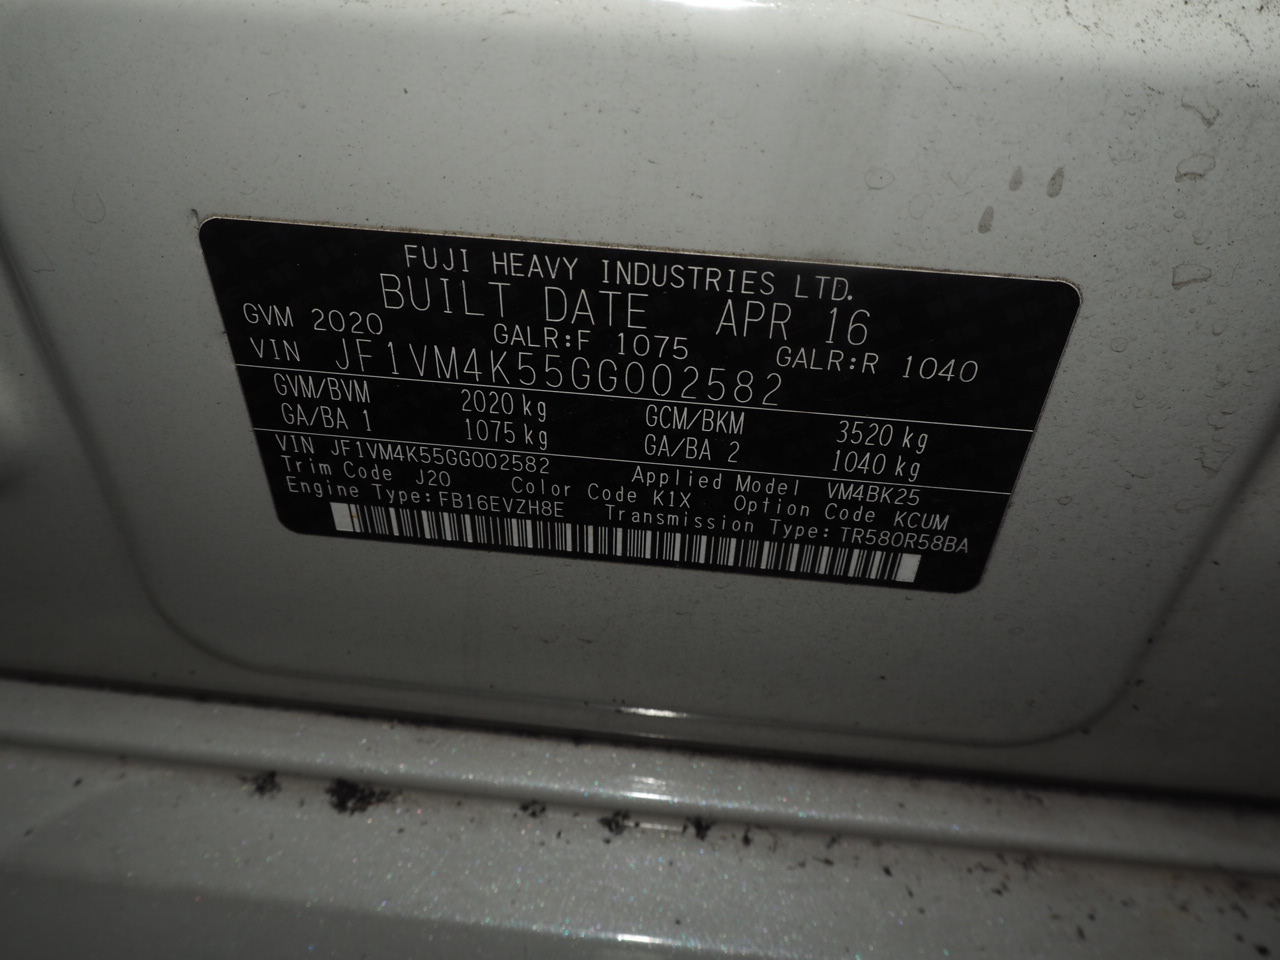 FUJI HEAVY INDUSTRIES LTD.
BUILT DATE APR 16
GVM 2020 GALR:F 1075 GALR:R 1040
VIN JF1VM4K55GG002582
GVM/BVM 2020 kg GCM/BKM 3520 kg
GA/BA 1 1075 kg GA/BA 2 1040 kg
VIN JF1VM4K55GG002582 Applied Model VM4BK25
Trim Code J20 Color Code K1X Option Code KCUM
Engine Type:FB16EVZH8E Transmission Type:TR580R58BA